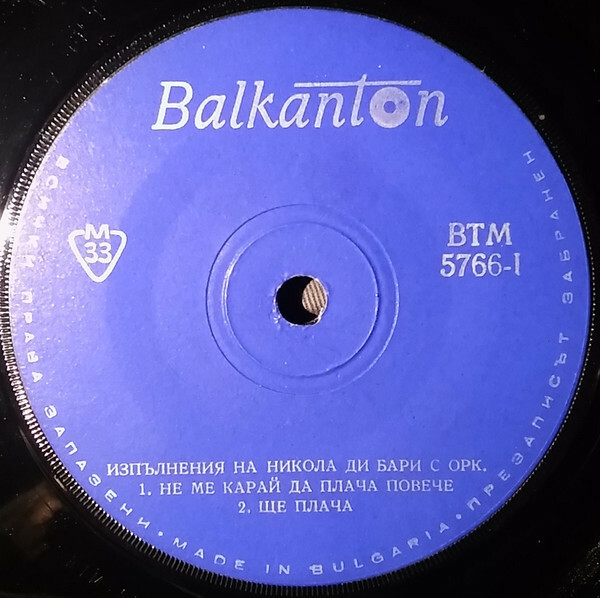 Balkanton
M
33
ВТМ
5766-I
ИЗПЪЛНЕНИЯ НА НИКОЛА ДИ БАРИ С ОРК.
1. НЕ МЕ КАРАЙ ДА ПЛАЧА ПОВЕЧЕ
2. ЩЕ ПЛАЧА
ВСИЧКИ ПРАВА ЗАПАЗЕНИ • MADE IN BULGARIA • ПРЕЗАПИСЪТ ЗАБРАНЕН